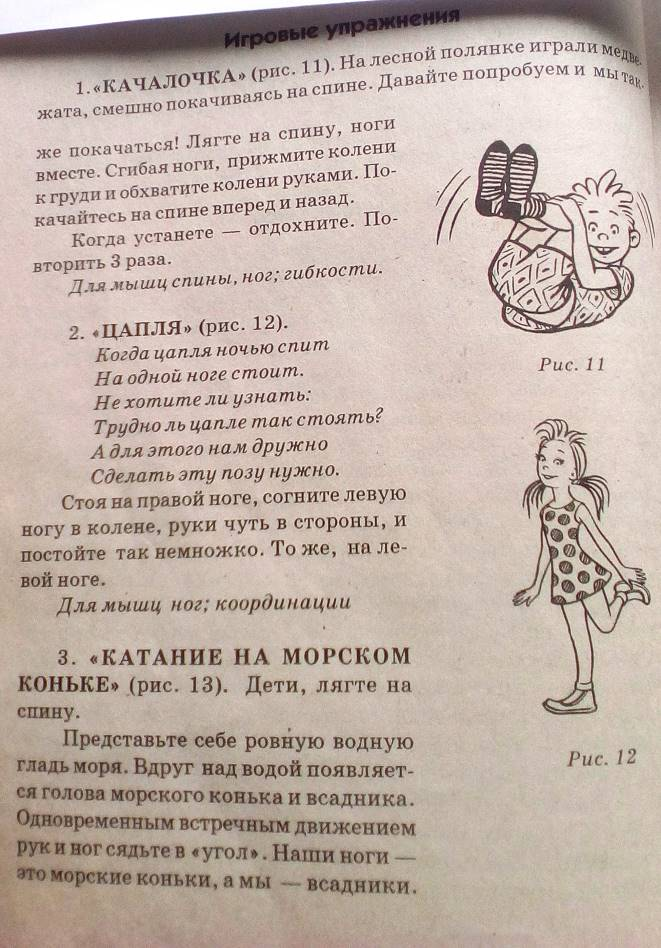 Игровые упражнения
1. «КАЧАЛОЧКА» (рис. 11). На лесной полянке играли медве-
жата, смешно покачиваясь на спине. Давайте попробуем и мы так
же покачаться! Лягте на спину, ноги
вместе. Сгибая ноги, прижмите колени
к груди и обхватите колени руками. По-
качайтесь на спине вперед и назад.
Когда устанете — отдохните. По-
вторить 3 раза.
Для мышц спины, ног; гибкости.
Рис. 11
2. «ЦАПЛЯ» (рис. 12).
Когда цапля ночью спит
На одной ноге стоит.
Не хотите ли узнать:
Трудно ль цапле так стоять?
А для этого нам дружно
Сделать эту позу нужно.
Стоя на правой ноге, согните левую
ногу в колене, руки чуть в стороны, и
постойте так немножко. То же, на ле-
вой ноге.
Для мышц ног; координации
Рис. 12
3. «КАТАНИЕ НА МОРСКОМ
КОНЬКЕ» (рис. 13). Дети, лягте на
спину.
Представьте себе ровную водную
гладь моря. Вдруг над водой появляет-
ся голова морского конька и всадника.
Одновременным встречным движением
рук и ног сядьте в «угол». Наши ноги —
это морские коньки, а мы — всадники.